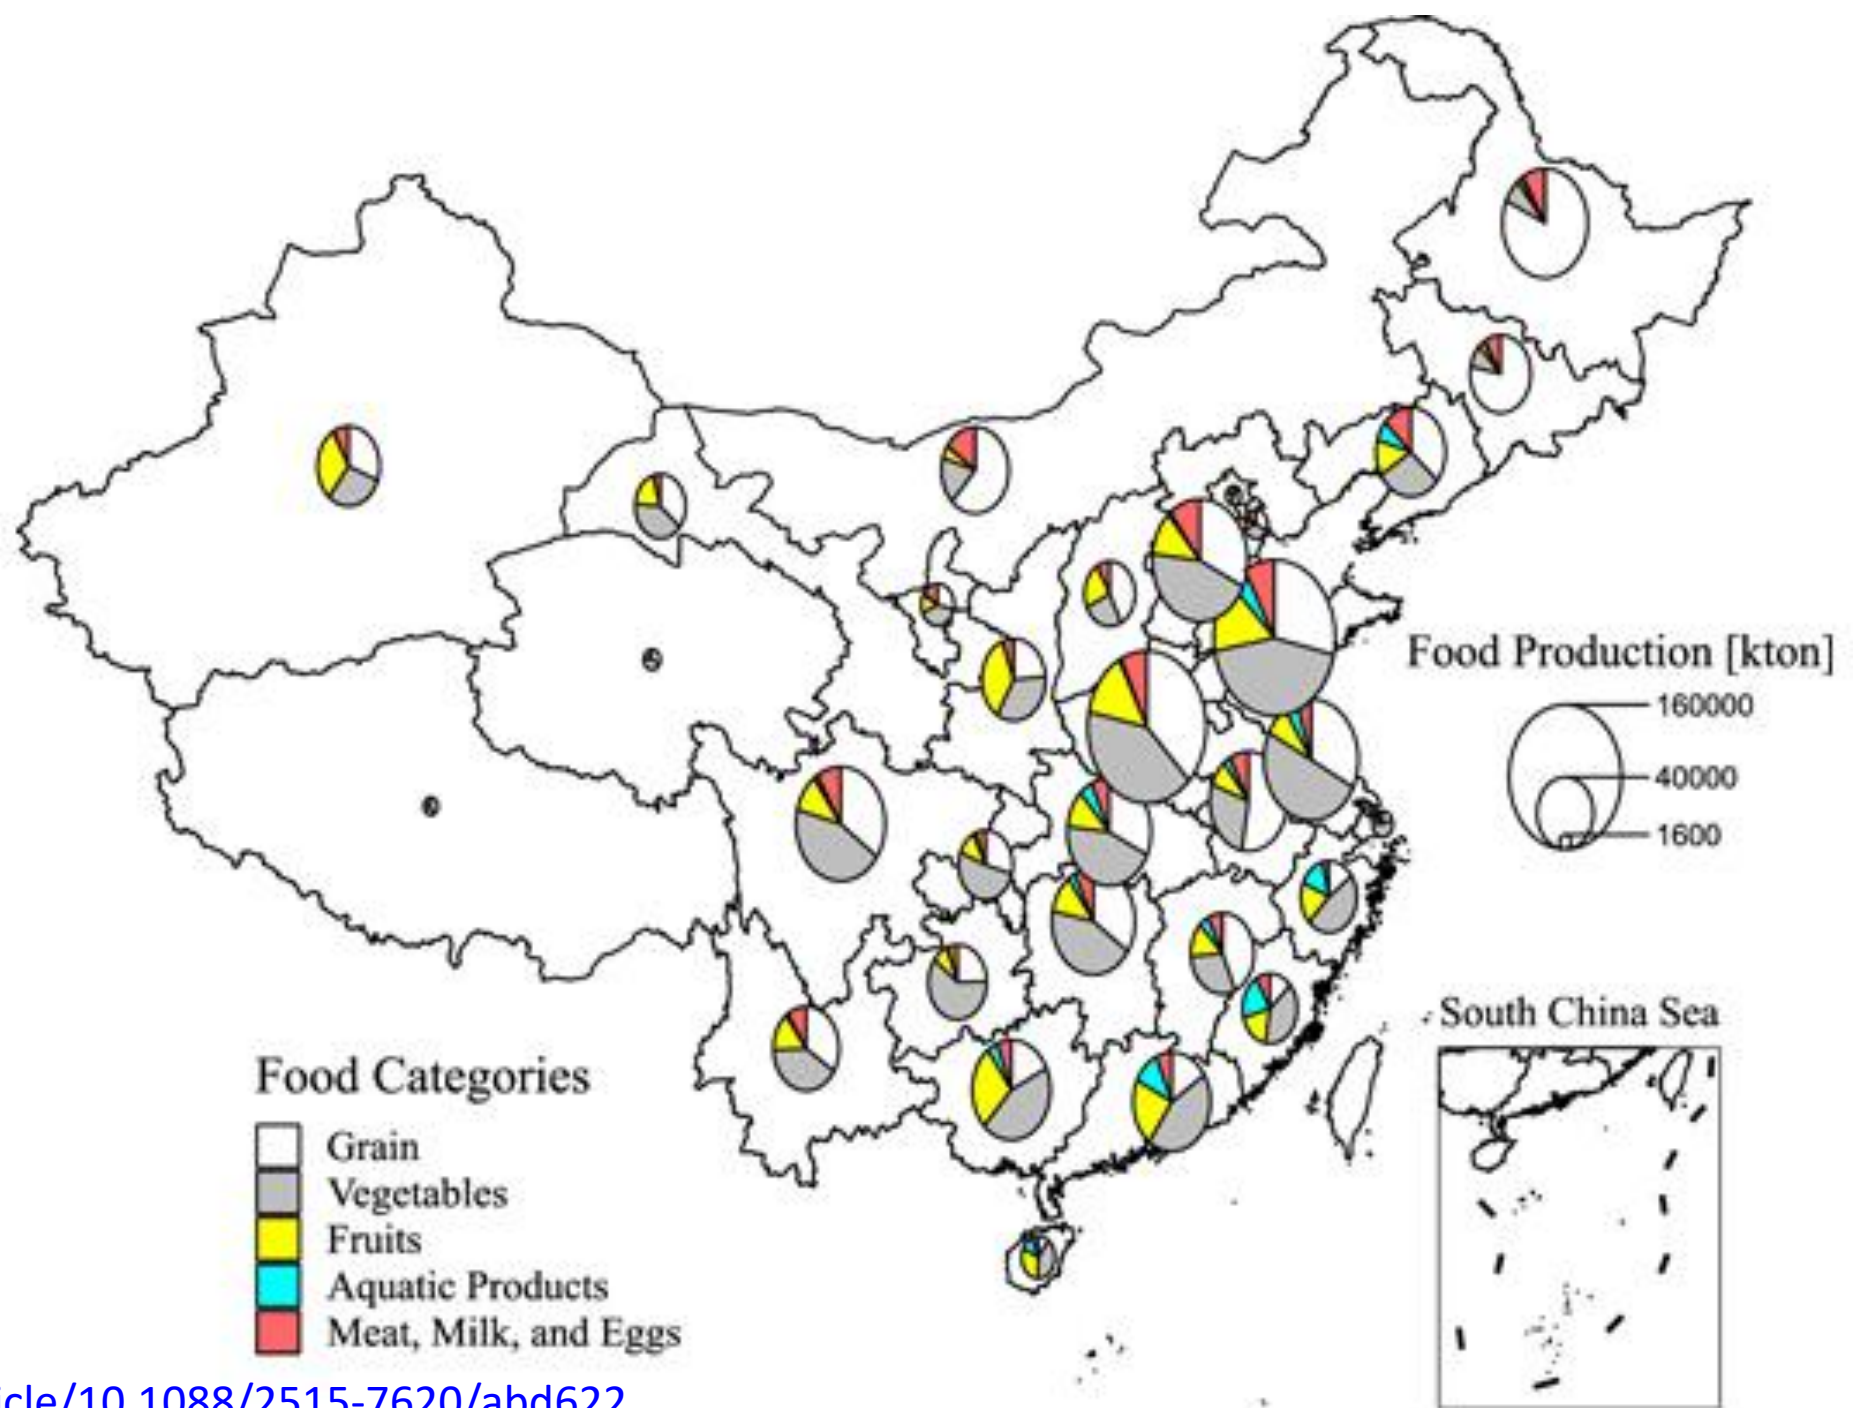 Food Production [kton]
160000
40000
1600
South China Sea
Food Categories
Grain
Vegetables
Fruits
Aquatic Products
Meat, Milk, and Eggs
icle/10.1088/2515-7620/abd622